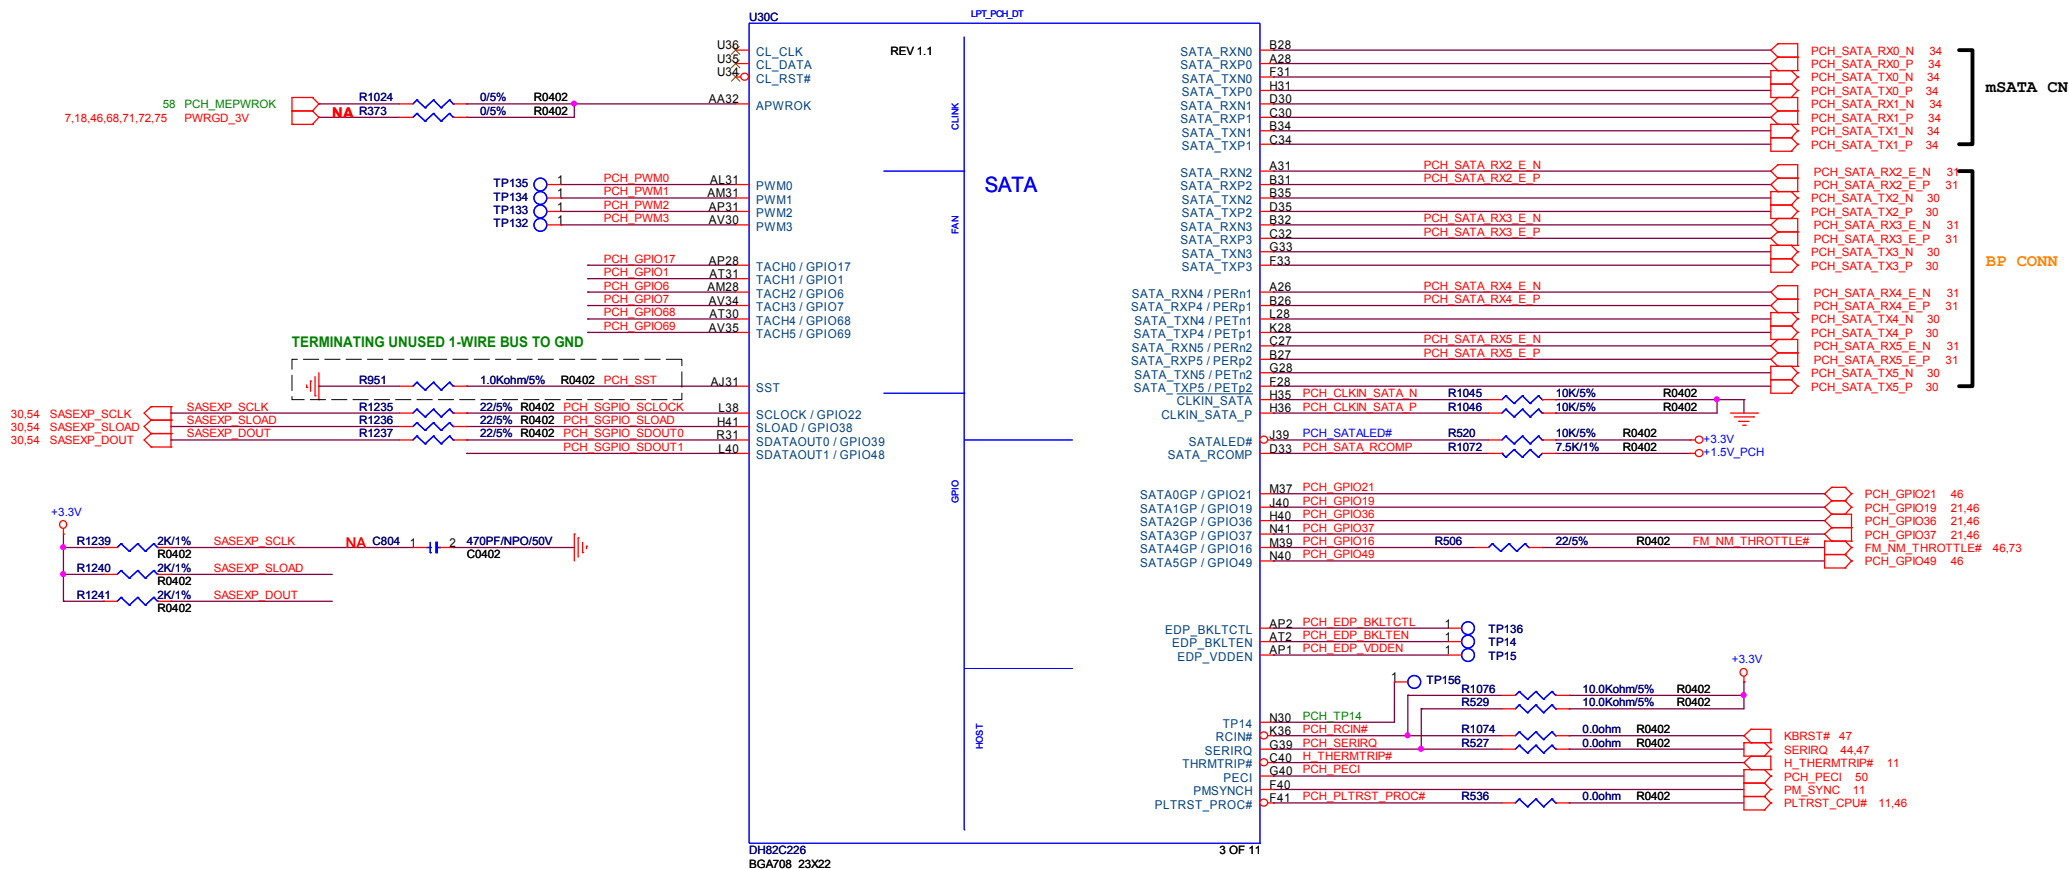 U30C
LPT_PCH_DT
REV 1.1
U36 CL_CLK
U35 CL_DATA
U34 CL_RST#
58 PCH_MEPWROK R1024 0/5% R0402 AA32 APWROK
7,18,46,68,71,72,75 PWRGD_3V NA R373 0/5% R0402
CLINK
TP135 1 PCH_PWM0 AL31 PWM0
TP134 1 PCH_PWM1 AM31 PWM1
TP133 1 PCH_PWM2 AP31 PWM2
TP132 1 PCH_PWM3 AV30 PWM3
SATA
FAN
PCH_GPIO17 AP28 TACH0 / GPIO17
PCH_GPIO1 AT31 TACH1 / GPIO1
PCH_GPIO6 AM28 TACH2 / GPIO6
PCH_GPIO7 AV34 TACH3 / GPIO7
PCH_GPIO68 AT30 TACH4 / GPIO68
PCH_GPIO69 AV35 TACH5 / GPIO69
TERMINATING UNUSED 1-WIRE BUS TO GND
R951 1.0Kohm/5% R0402 PCH_SST AJ31 SST
30,54 SASEXP_SCLK SASEXP_SCLK R1235 22/5% R0402 PCH_SGPIO_SCLOCK L38 SCLOCK / GPIO22
30,54 SASEXP_SLOAD SASEXP_SLOAD R1236 22/5% R0402 PCH_SGPIO_SLOAD H41 SLOAD / GPIO38
30,54 SASEXP_DOUT SASEXP_DOUT R1237 22/5% R0402 PCH_SGPIO_SDOUT0 R31 SDATAOUT0 / GPIO39
PCH_SGPIO_SDOUT1 L40 SDATAOUT1 / GPIO48
GPIO
+3.3V
R1239 2K/1% R0402 SASEXP_SCLK NA C804 1 2 470PF/NPO/50V C0402
R1240 2K/1% R0402 SASEXP_SLOAD
R1241 2K/1% R0402 SASEXP_DOUT
HOST
SATA_RXN0 B28 PCH_SATA_RX0_N 34
SATA_RXP0 A28 PCH_SATA_RX0_P 34
SATA_TXN0 F31 PCH_SATA_TX0_N 34
SATA_TXP0 H31 PCH_SATA_TX0_P 34
SATA_RXN1 D30 PCH_SATA_RX1_N 34
SATA_RXP1 C30 PCH_SATA_RX1_P 34
SATA_TXN1 B34 PCH_SATA_TX1_N 34
SATA_TXP1 C34 PCH_SATA_TX1_P 34
mSATA CN
SATA_RXN2 A31 PCH_SATA_RX2_E_N PCH_SATA_RX2_E_N 31
SATA_RXP2 B31 PCH_SATA_RX2_E_P PCH_SATA_RX2_E_P 31
SATA_TXN2 B35 PCH_SATA_TX2_N 30
SATA_TXP2 D35 PCH_SATA_TX2_P 30
SATA_RXN3 B32 PCH_SATA_RX3_E_N PCH_SATA_RX3_E_N 31
SATA_RXP3 C32 PCH_SATA_RX3_E_P PCH_SATA_RX3_E_P 31
SATA_TXN3 G33 PCH_SATA_TX3_N 30
SATA_TXP3 F33 PCH_SATA_TX3_P 30
BP CONN
SATA_RXN4 / PERn1 A26 PCH_SATA_RX4_E_N PCH_SATA_RX4_E_N 31
SATA_RXP4 / PERp1 B26 PCH_SATA_RX4_E_P PCH_SATA_RX4_E_P 31
SATA_TXN4 / PETn1 L28 PCH_SATA_TX4_N 30
SATA_TXP4 / PETp1 K28 PCH_SATA_TX4_P 30
SATA_RXN5 / PERn2 C27 PCH_SATA_RX5_E_N PCH_SATA_RX5_E_N 31
SATA_RXP5 / PERp2 B27 PCH_SATA_RX5_E_P PCH_SATA_RX5_E_P 31
SATA_TXN5 / PETn2 G28 PCH_SATA_TX5_N 30
SATA_TXP5 / PETp2 F28 PCH_SATA_TX5_P 30
CLKIN_SATA H35 PCH_CLKIN_SATA_N R1045 10K/5% R0402
CLKIN_SATA_P H36 PCH_CLKIN_SATA_P R1046 10K/5% R0402
SATALED# J39 PCH_SATALED# R520 10K/5% R0402 +3.3V
SATA_RCOMP D33 PCH_SATA_RCOMP R1072 7.5K/1% R0402 +1.5V_PCH
SATA0GP / GPIO21 M37 PCH_GPIO21 PCH_GPIO21 46
SATA1GP / GPIO19 J40 PCH_GPIO19 PCH_GPIO19 21,46
SATA2GP / GPIO36 H40 PCH_GPIO36 PCH_GPIO36 21,46
SATA3GP / GPIO37 N41 PCH_GPIO37 PCH_GPIO37 21,46
SATA4GP / GPIO16 M39 PCH_GPIO16 R506 22/5% R0402 FM_NM_THROTTLE# FM_NM_THROTTLE# 46,73
SATA5GP / GPIO49 N40 PCH_GPIO49 PCH_GPIO49 46
EDP_BKLTCTL AP2 PCH_EDP_BKLTCTL 1 TP136
EDP_BKLTEN AT2 PCH_EDP_BKLTEN 1 TP14
EDP_VDDEN AP1 PCH_EDP_VDDEN 1 TP15
+3.3V
1 TP156
R1076 10.0Kohm/5% R0402
R529 10.0Kohm/5% R0402
TP14 N30 PCH_TP14
RCIN# K36 PCH_RCIN# R1074 0.0ohm R0402 KBRST# 47
SERIRQ G39 PCH_SERIRQ R527 0.0ohm R0402 SERIRQ 44,47
THRMTRIP# C40 H_THERMTRIP# H_THERMTRIP# 11
PECI G40 PCH_PECI PCH_PECI 50
PMSYNCH F40 PM_SYNC 11
PLTRST_PROC# F41 PCH_PLTRST_PROC# R536 0.0ohm R0402 PLTRST_CPU# 11,46
DH82C226
BGA708 23X22
3 OF 11